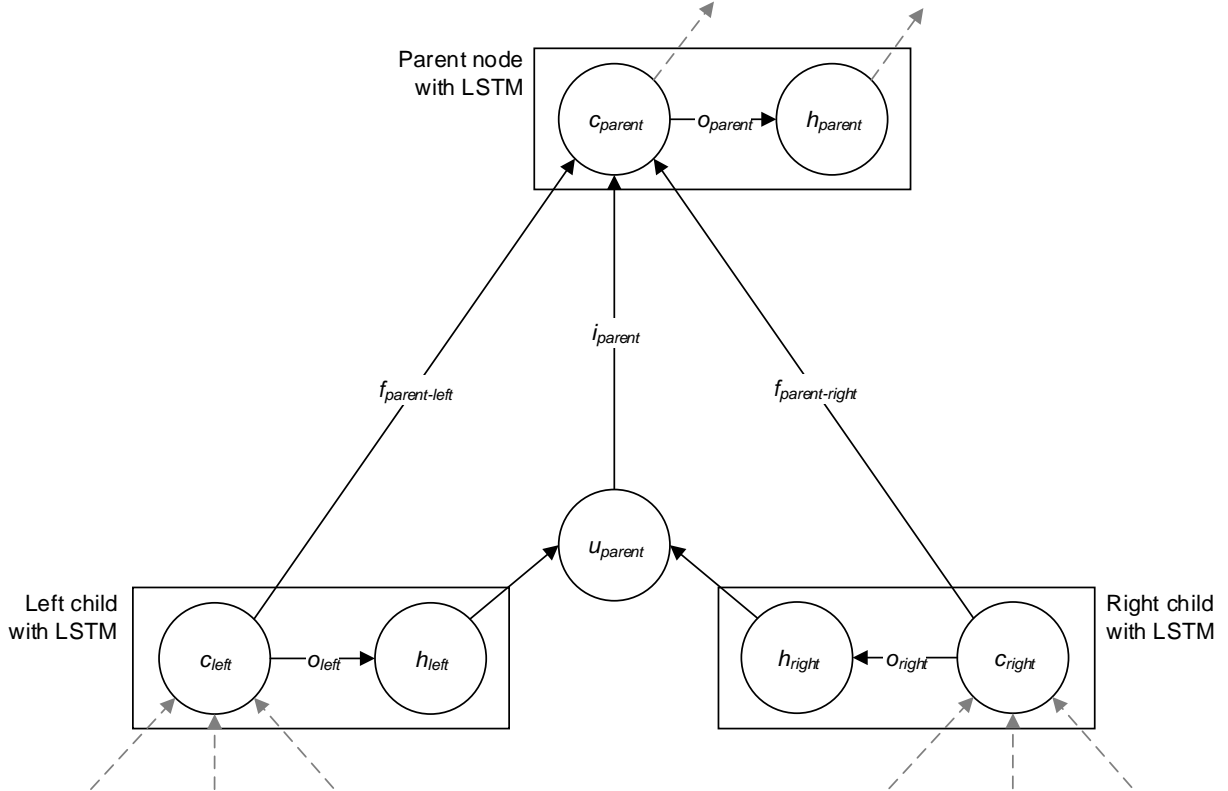 Parent node
with LSTM
c_parent
o_parent
h_parent
i_parent
f_parent-left
f_parent-right
u_parent
Left child
with LSTM
c_left
o_left
h_left
h_right
o_right
c_right
Right child
with LSTM